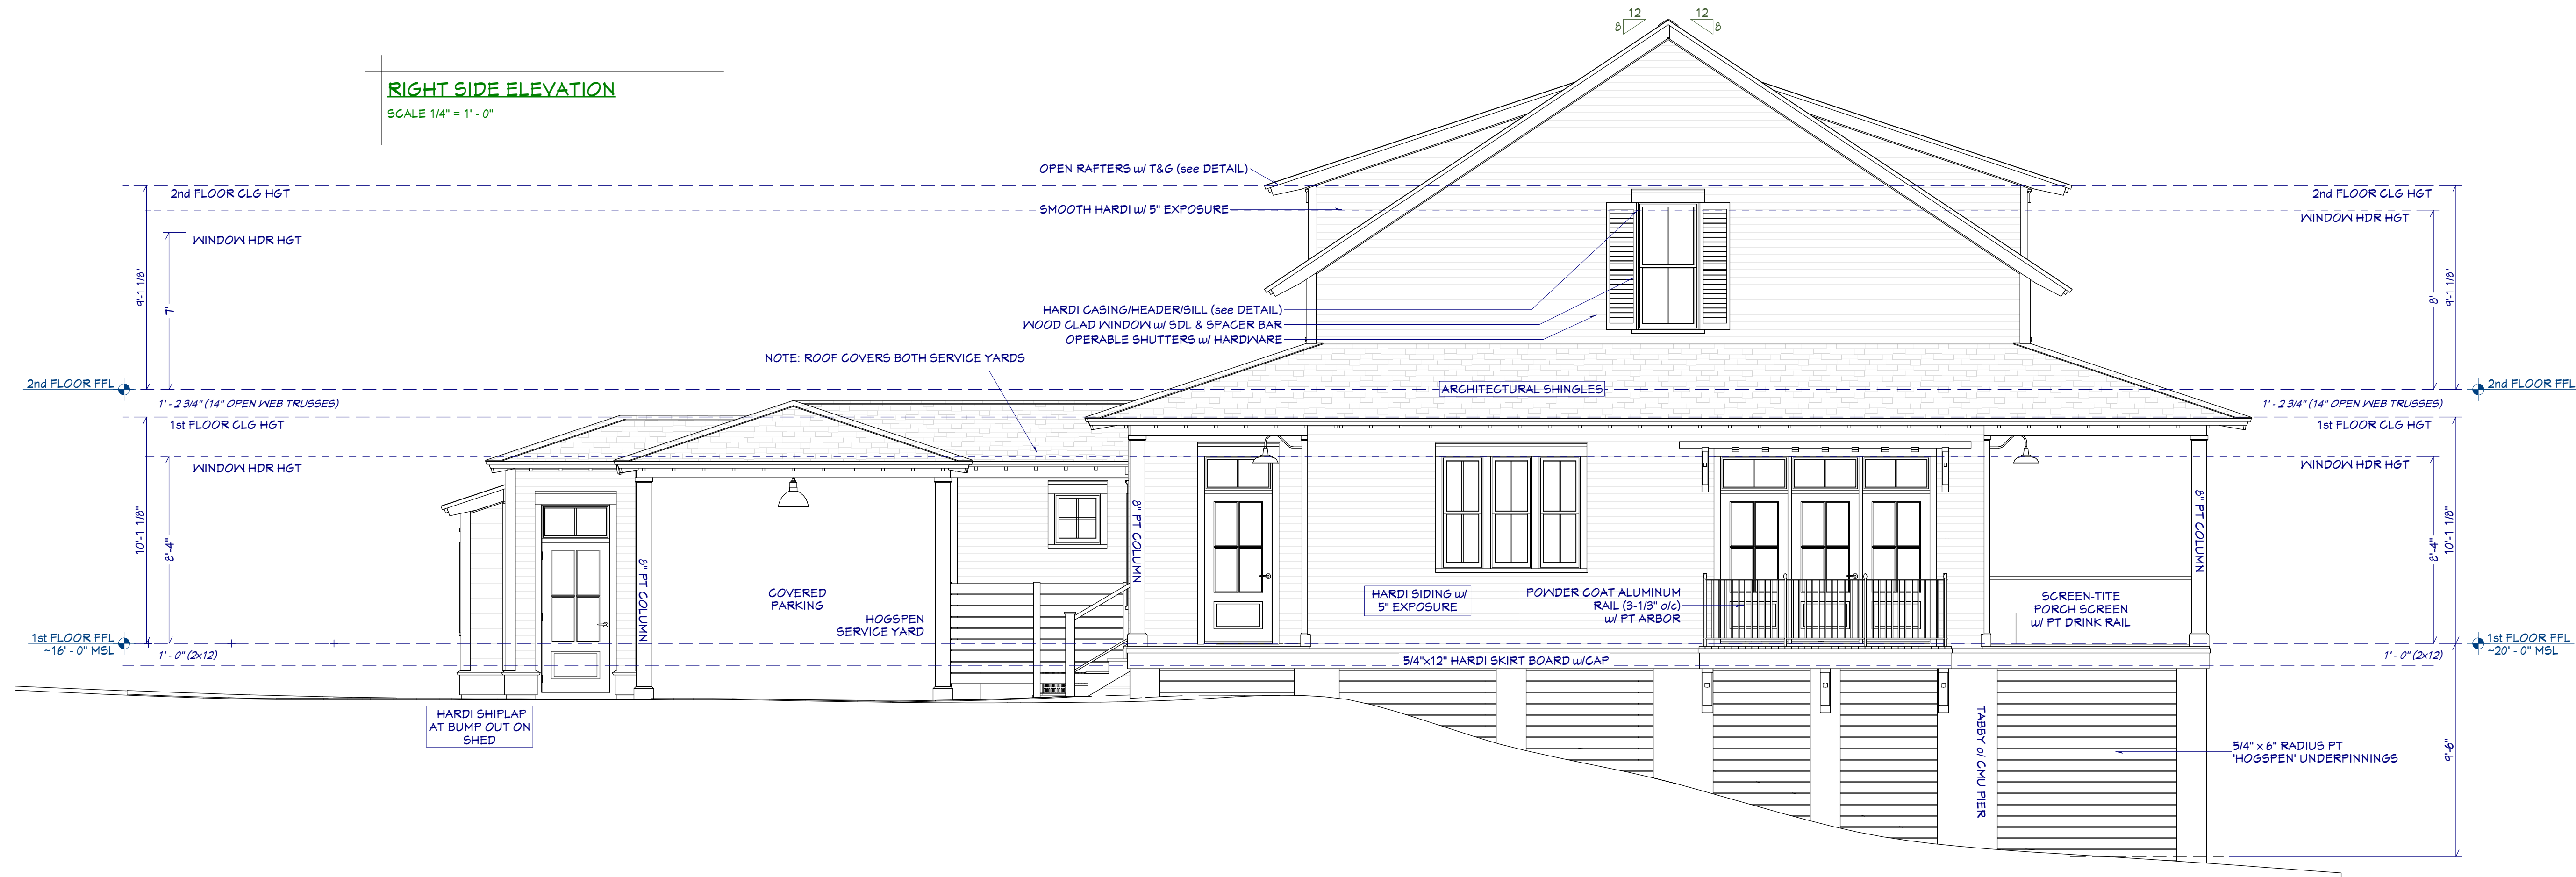 12
12
8
8
RIGHT SIDE ELEVATION
SCALE 1/4" = 1' - 0"
OPEN RAFTERS w/ T&G (see DETAIL)
2nd FLOOR CLG HGT
2nd FLOOR CLG HGT
SMOOTH HARDI w/ 5" EXPOSURE
WINDOW HDR HGT
WINDOW HDR HGT
9'-1 1/8"
7'
8'
9'-1 1/8"
HARDI CASING/HEADER/SILL (see DETAIL)
WOOD CLAD WINDOW w/ SDL & SPACER BAR
OPERABLE SHUTTERS w/ HARDWARE
NOTE: ROOF COVERS BOTH SERVICE YARDS
2nd FLOOR FFL
ARCHITECTURAL SHINGLES
2nd FLOOR FFL
1' - 2 3/4" (14" OPEN WEB TRUSSES)
1' - 2 3/4" (14" OPEN WEB TRUSSES)
1st FLOOR CLG HGT
1st FLOOR CLG HGT
WINDOW HDR HGT
WINDOW HDR HGT
10'-1 1/8"
8'-4"
8" PT COLUMN
8" PT COLUMN
8" PT COLUMN
8'-4"
10'-1 1/8"
COVERED
PARKING
HOGSPEN
SERVICE YARD
HARDI SIDING w/
5" EXPOSURE
POWDER COAT ALUMINUM
RAIL (3-1/3" o/c)
w/ PT ARBOR
SCREEN-TITE
PORCH SCREEN
w/ PT DRINK RAIL
1st FLOOR FFL
~16' - 0" MSL
1st FLOOR FFL
~20' - 0" MSL
1' - 0" (2x12)
5/4"x12" HARDI SKIRT BOARD w/CAP
1' - 0" (2x12)
HARDI SHIPLAP
AT BUMP OUT ON
SHED
TABBY o/ CMU PIER
5/4" x 6" RADIUS PT
'HOGSPEN' UNDERPINNINGS
9'-6"